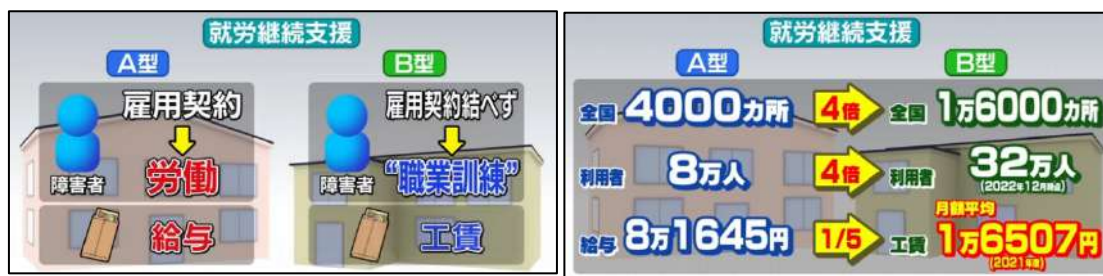 就労継続支援
A型
B型
雇用契約
雇用契約結べず
障害者
労働
障害者
“職業訓練”
給与
工賃
就労継続支援
A型
B型
全国 4000カ所
4倍
全国 1万6000カ所
利用者 8万人
4倍
利用者 32万人
(2022年12月時点)
月額平均
給与 8万1645円
1/5
工賃 1万6507円
(2021年度)